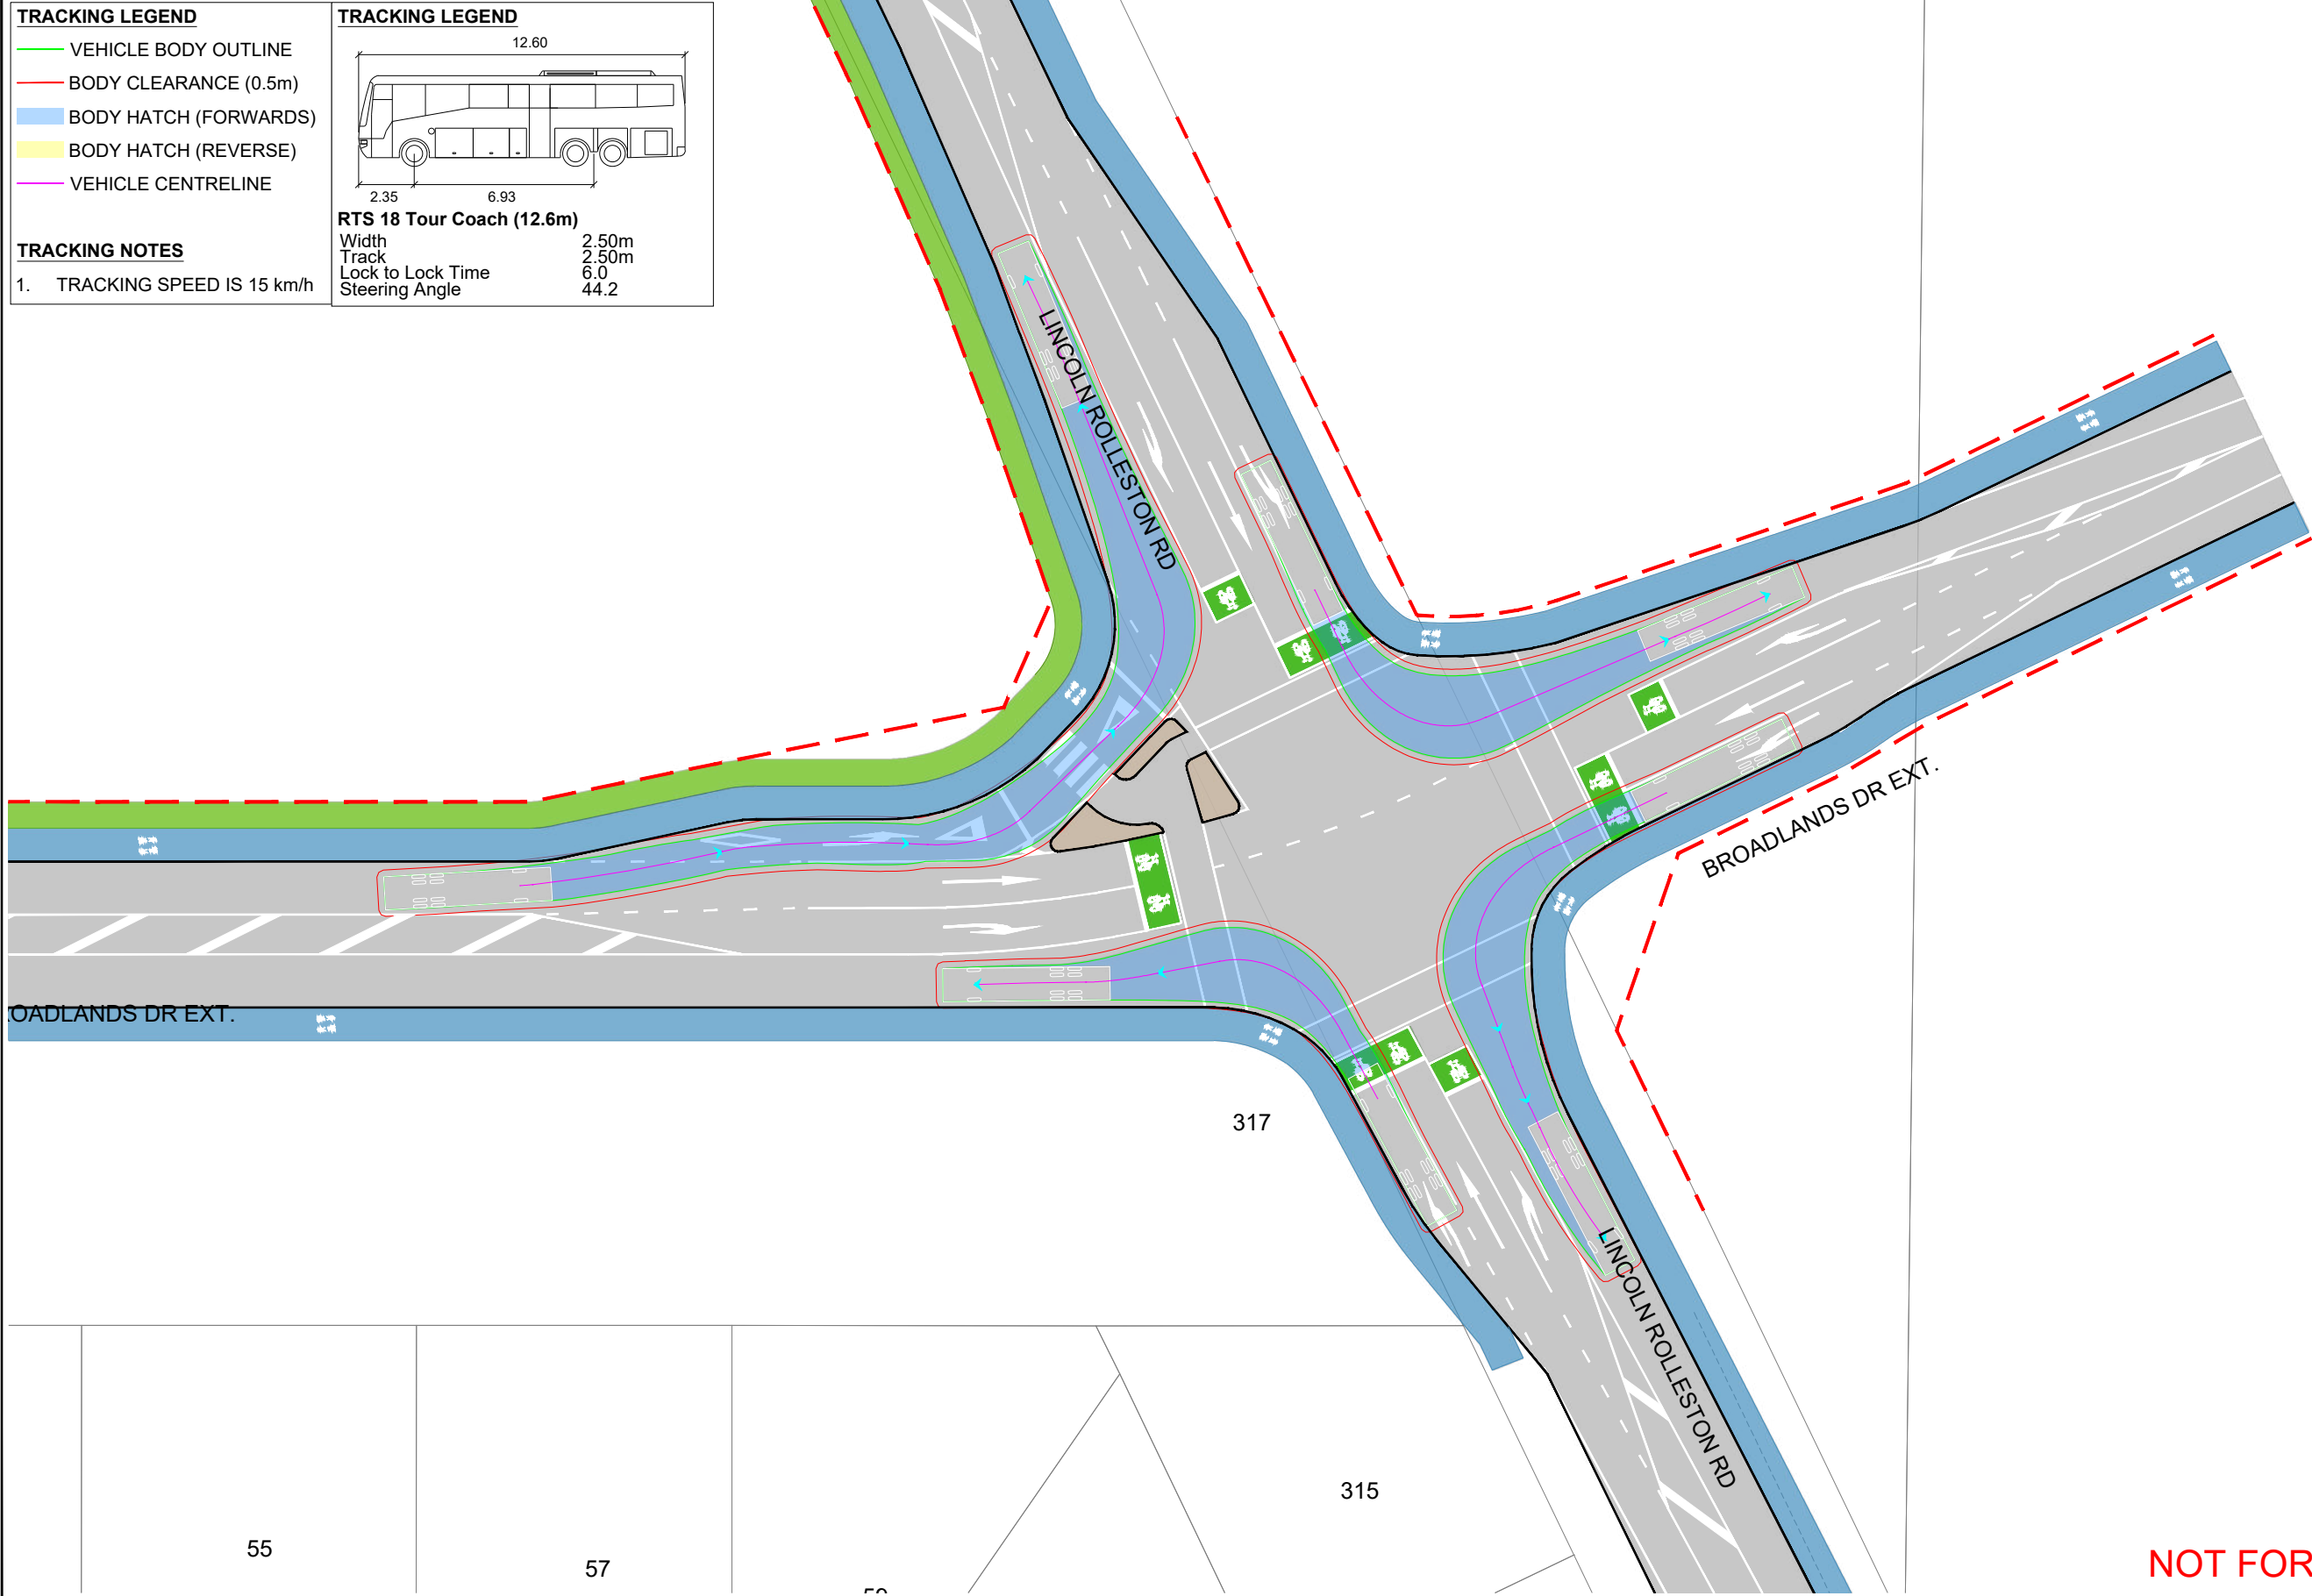 TRACKING LEGEND
VEHICLE BODY OUTLINE
BODY CLEARANCE (0.5m)
BODY HATCH (FORWARDS)
BODY HATCH (REVERSE)
VEHICLE CENTRELINE
TRACKING NOTES
1. TRACKING SPEED IS 15 km/h
TRACKING LEGEND
12.60
2.35 6.93
RTS 18 Tour Coach (12.6m)
Width 2.50m
Track 2.50m
Lock to Lock Time 6.0
Steering Angle 44.2
LINCOLN ROLLESTON RD
BROADLANDS DR EXT.
OADLANDS DR EXT.
317
LINCOLN ROLLESTON RD
315
55
57
NOT FOR